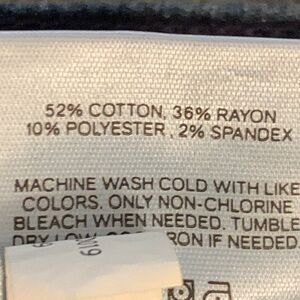 52% COTTON, 36% RAYON
10% POLYESTER, 2% SPANDEX
MACHINE WASH COLD WITH LIKE
COLORS. ONLY NON-CHLORINE
BLEACH WHEN NEEDED. TUMBLE
DRY LOW IF NEEDED